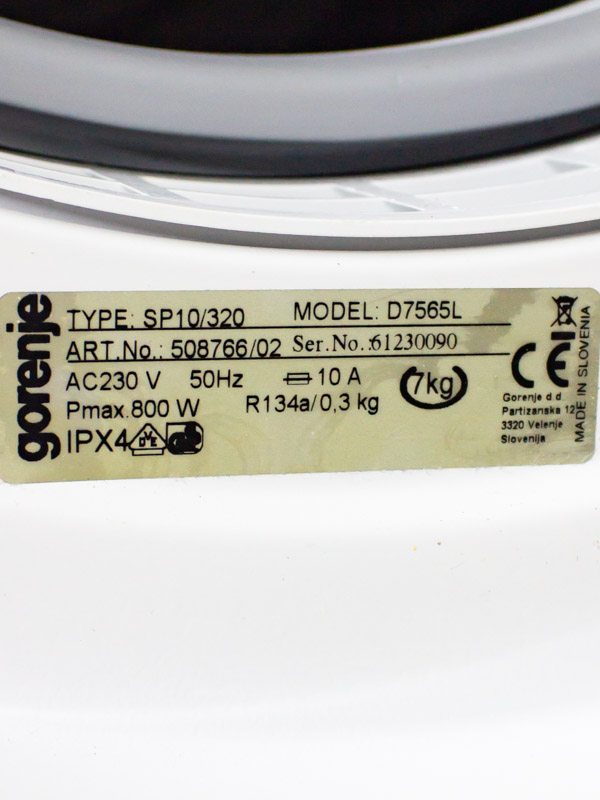 gorenje
TYPE: SP10/320 MODEL: D7565L
ART.No.: 508766/02 Ser.No.:61230090
AC230 V 50Hz 10 A 7kg
Pmax.800 W R134a/0,3 kg
IPX4 DVE
CE
Gorenje d.d.
Partizanska 12
3320 Velenje
Slovenija
MADE IN SLOVENIA